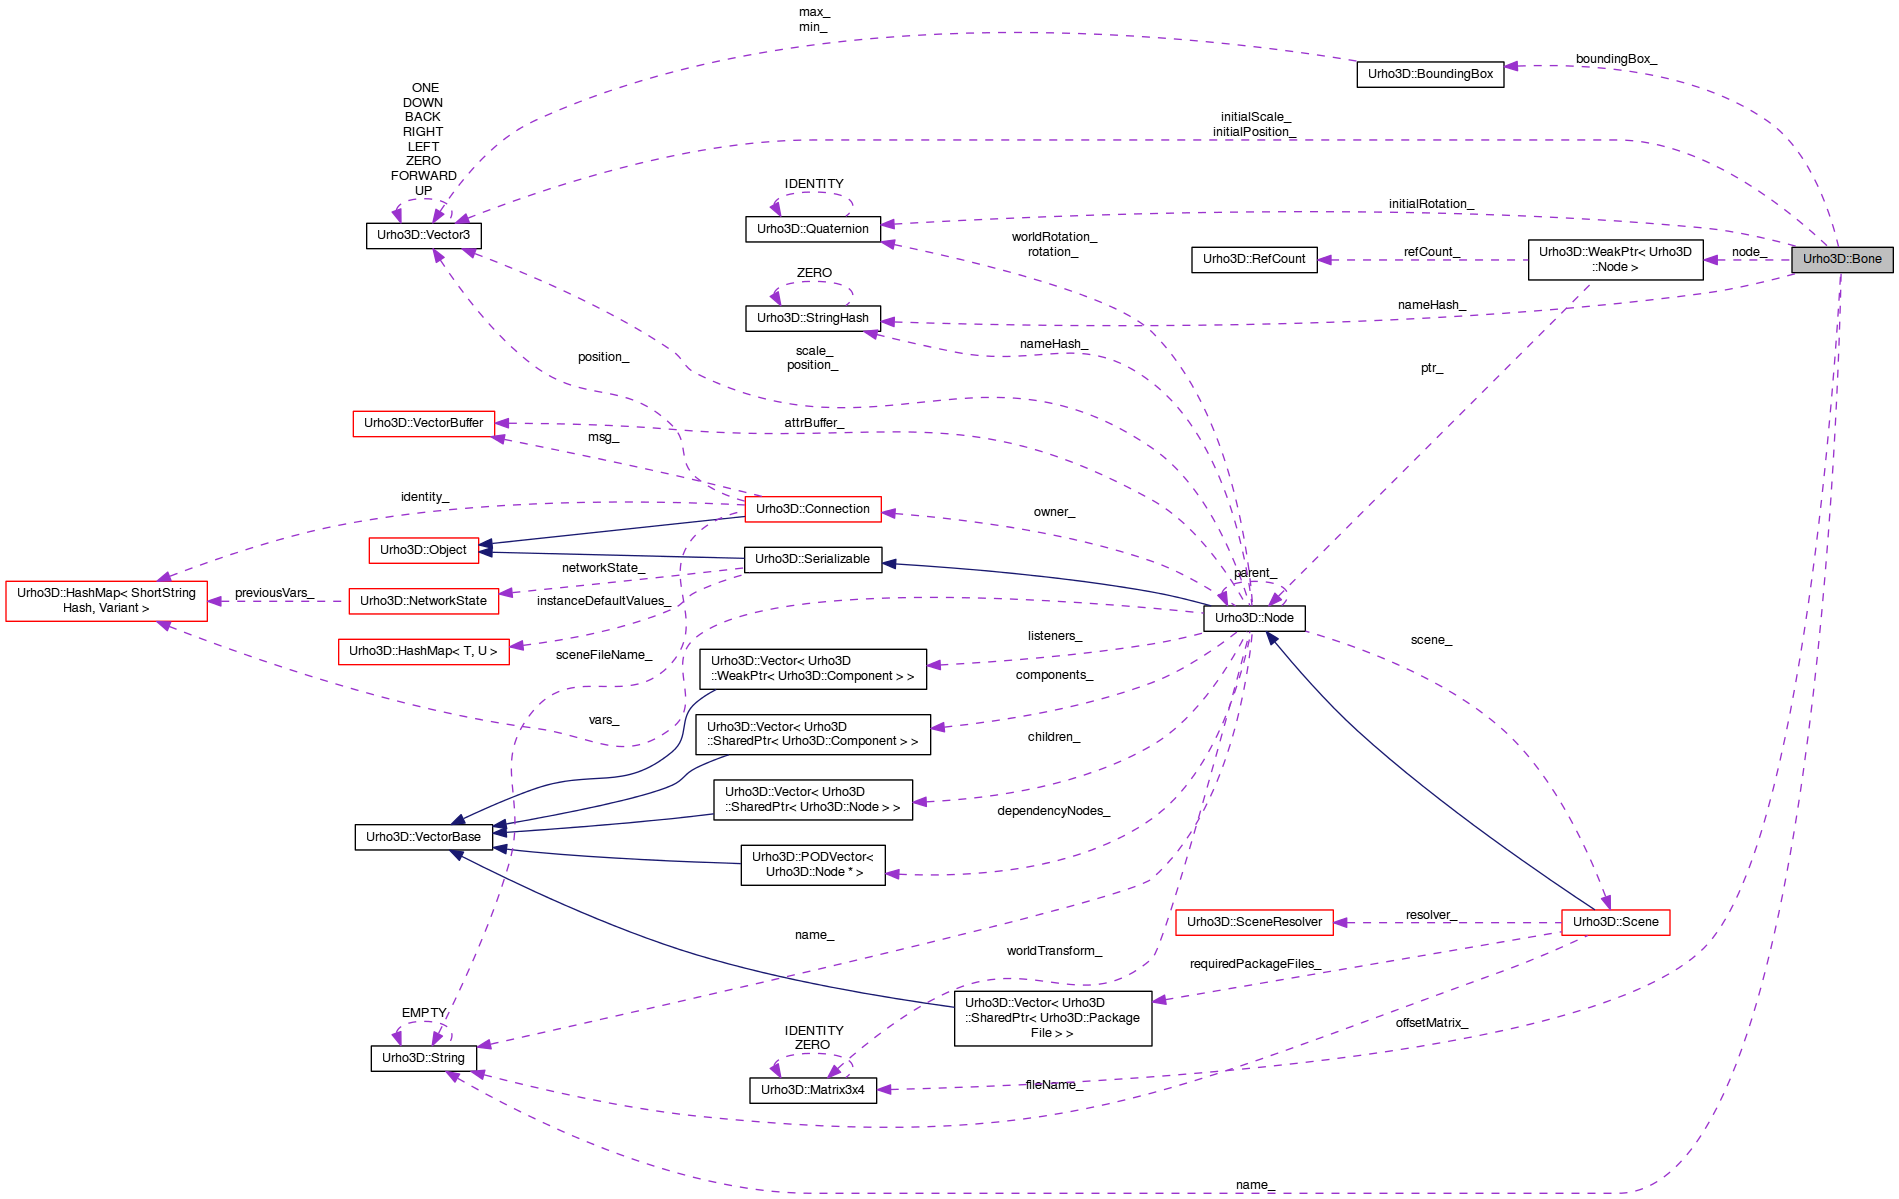 max_
min_
boundingBox_
Urho3D::BoundingBox
ONE
DOWN
BACK
RIGHT
LEFT
ZERO
FORWARD
UP
initialScale_
initialPosition_
IDENTITY
initialRotation_
Urho3D::Vector3
Urho3D::Quaternion
worldRotation_
rotation_
Urho3D::RefCount
refCount_
Urho3D::WeakPtr< Urho3D
::Node >
node_
Urho3D::Bone
ZERO
nameHash_
Urho3D::StringHash
nameHash_
position_
scale_
position_
ptr_
Urho3D::VectorBuffer
attrBuffer_
msg_
identity_
Urho3D::Connection
owner_
Urho3D::Object
Urho3D::Serializable
networkState_
parent_
Urho3D::HashMap< ShortString
Hash, Variant >
previousVars_
Urho3D::NetworkState
instanceDefaultValues_
Urho3D::Node
Urho3D::HashMap< T, U >
sceneFileName_
listeners_
scene_
Urho3D::Vector< Urho3D
::WeakPtr< Urho3D::Component > >
components_
vars_
Urho3D::Vector< Urho3D
::SharedPtr< Urho3D::Component > >
children_
Urho3D::Vector< Urho3D
::SharedPtr< Urho3D::Node > >
dependencyNodes_
Urho3D::VectorBase
Urho3D::PODVector<
Urho3D::Node * >
name_
Urho3D::SceneResolver
resolver_
Urho3D::Scene
worldTransform_
requiredPackageFiles_
Urho3D::Vector< Urho3D
::SharedPtr< Urho3D::Package
File > >
EMPTY
offsetMatrix_
IDENTITY
ZERO
Urho3D::String
Urho3D::Matrix3x4
fileName_
name_